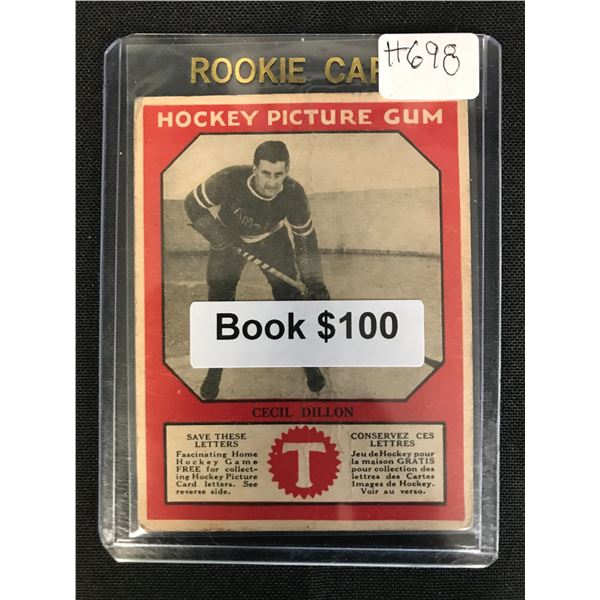 ROOKIE CAR
H698
HOCKEY PICTURE GUM
Book $100
CECIL DILLON
SAVE THESE
LETTERS
Fascinating Home
Hockey Game
FREE for collect-
ing Hockey Picture
Card letters. See
reverse side.
T
CONSERVEZ CES
LETTRES
Jeu de Hockey pour
la maison GRATIS
pour collection des
lettres des Cartes
Images de Hockey.
Voir au verso.